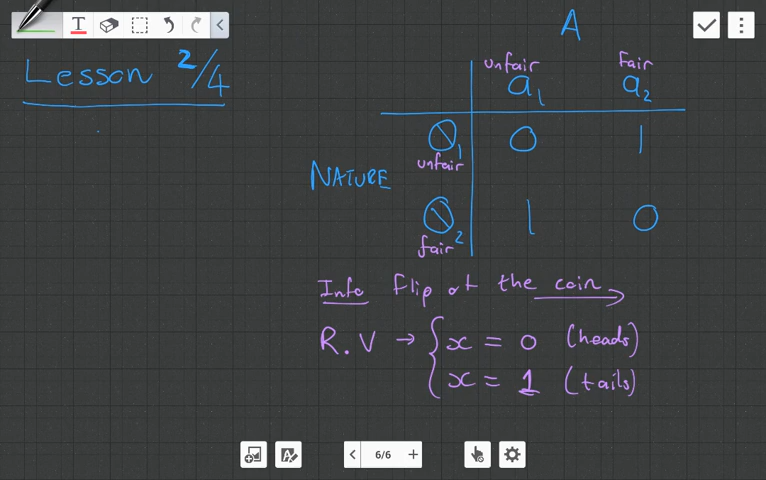 T
Lesson 2/4
A
unfair fair
a1 a2
θ1 0 1
unfair
NATURE
θ2 1 0
fair
Info flip of the coin
R.V → { x = 0 (heads)
x = 1 (tails)
6/6